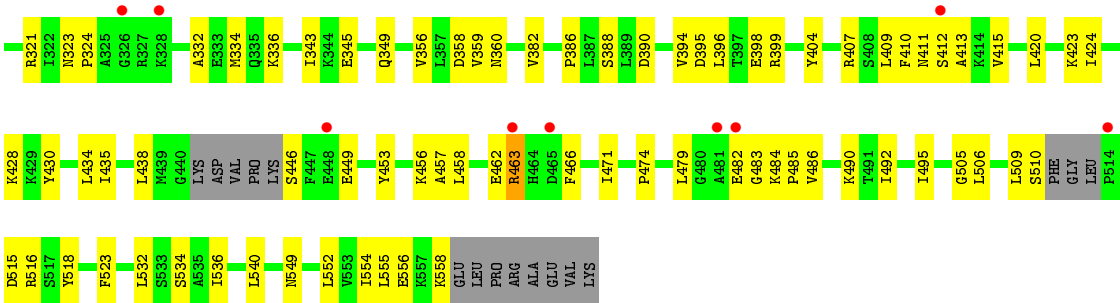 R321 I322 N323 P324 A325 G326 R327 K328 A332 E333 M334 Q335 K336 I343 K344 E345 Q349 V356 L357 D358 V359 N360 V382 P386 L387 S388 L389 D390 V394 D395 L396 T397 E398 R399 Y404 R407 S408 L409 F410 N411 S412 A413 K414 V415 L420 K423 I424
K428 K429 Y430 L434 I435 L438 M439 G440 LYS ASP VAL PRO LYS S446 F447 E448 E449 Y453 K456 A457 L458 E462 R463 H464 D465 F466 I471 P474 L479 G480 A481 E482 G483 K484 P485 V486 K490 T491 I492 I495 G505 L506 L509 S510 PHE GLY LEU P514
D515 R516 S517 Y518 F523 L532 S533 S534 A535 I536 L540 N549 L552 V553 I554 L555 E556 K557 K558 GLU LEU PRO ARG ALA GLU VAL LYS